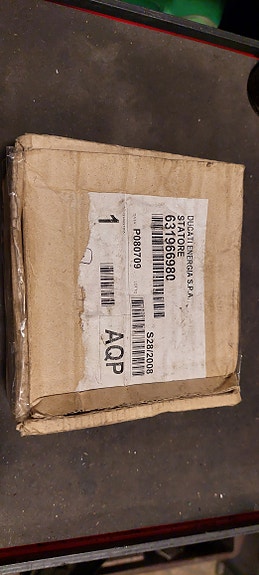 DUCATI ENERGIA S.P.A
STATORE
631966980
S28/2008
P080709
1
AQP